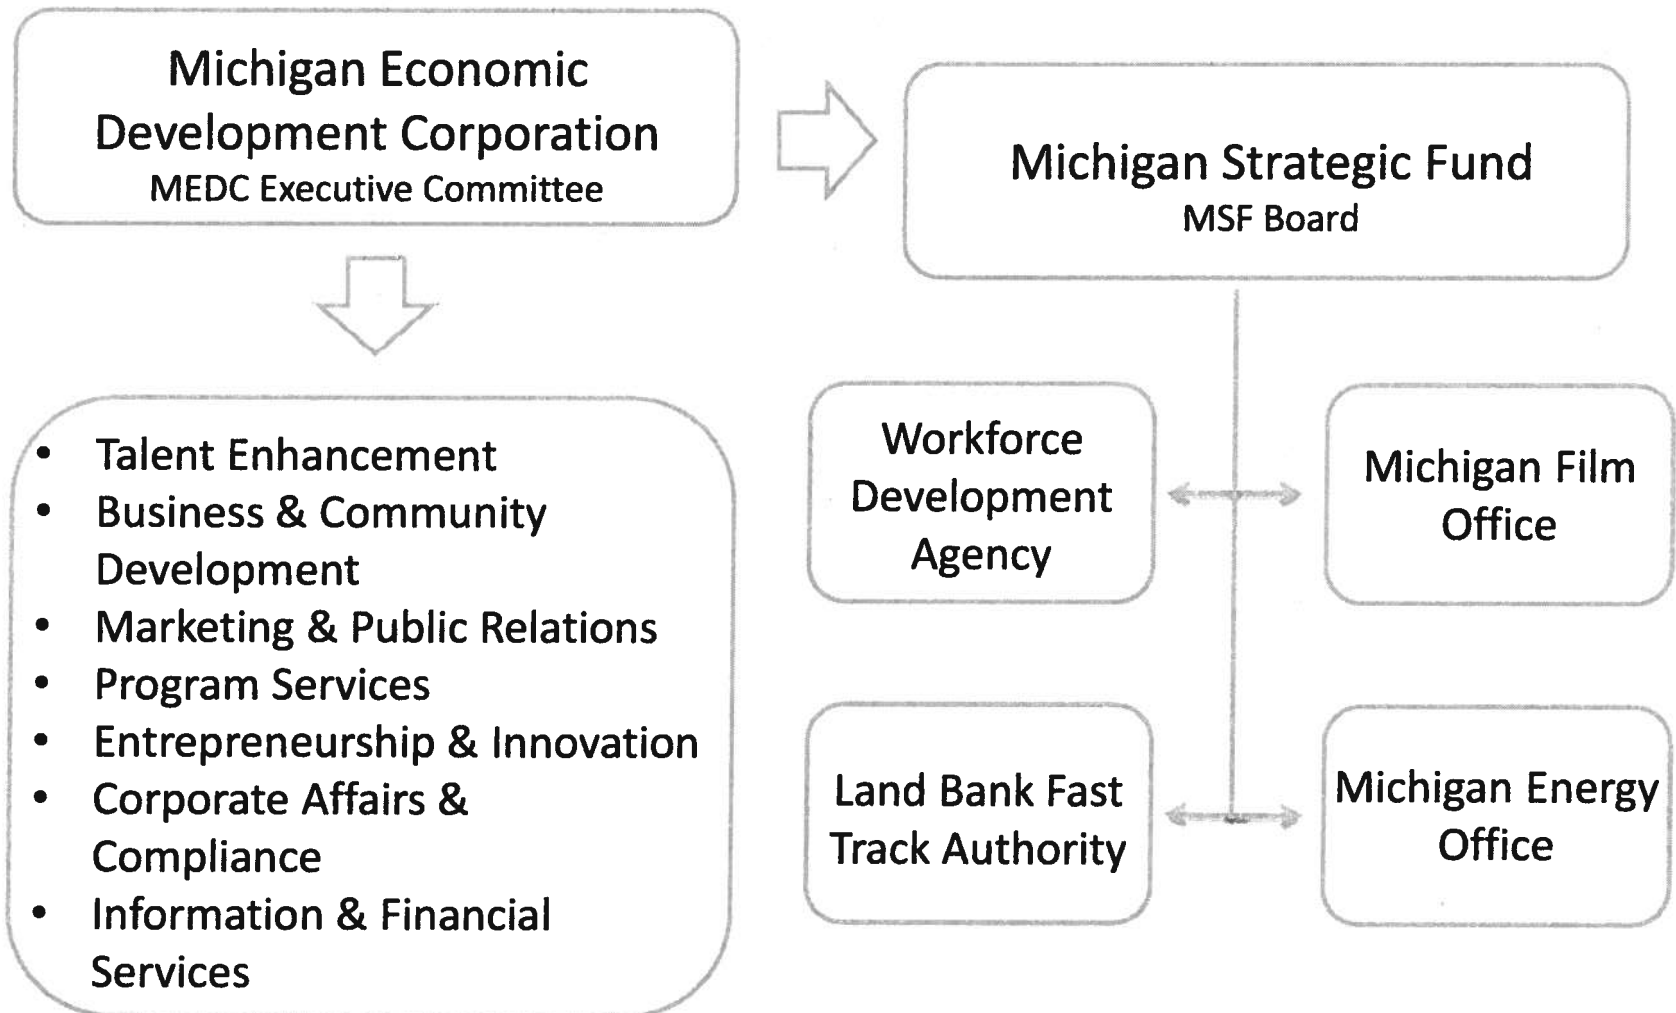 Michigan Economic
Development Corporation
MEDC Executive Committee
Michigan Strategic Fund
MSF Board
• Talent Enhancement
• Business & Community
Development
• Marketing & Public Relations
• Program Services
• Entrepreneurship & Innovation
• Corporate Affairs &
Compliance
• Information & Financial
Services
Workforce
Development
Agency
Michigan Film
Office
Land Bank Fast
Track Authority
Michigan Energy
Office